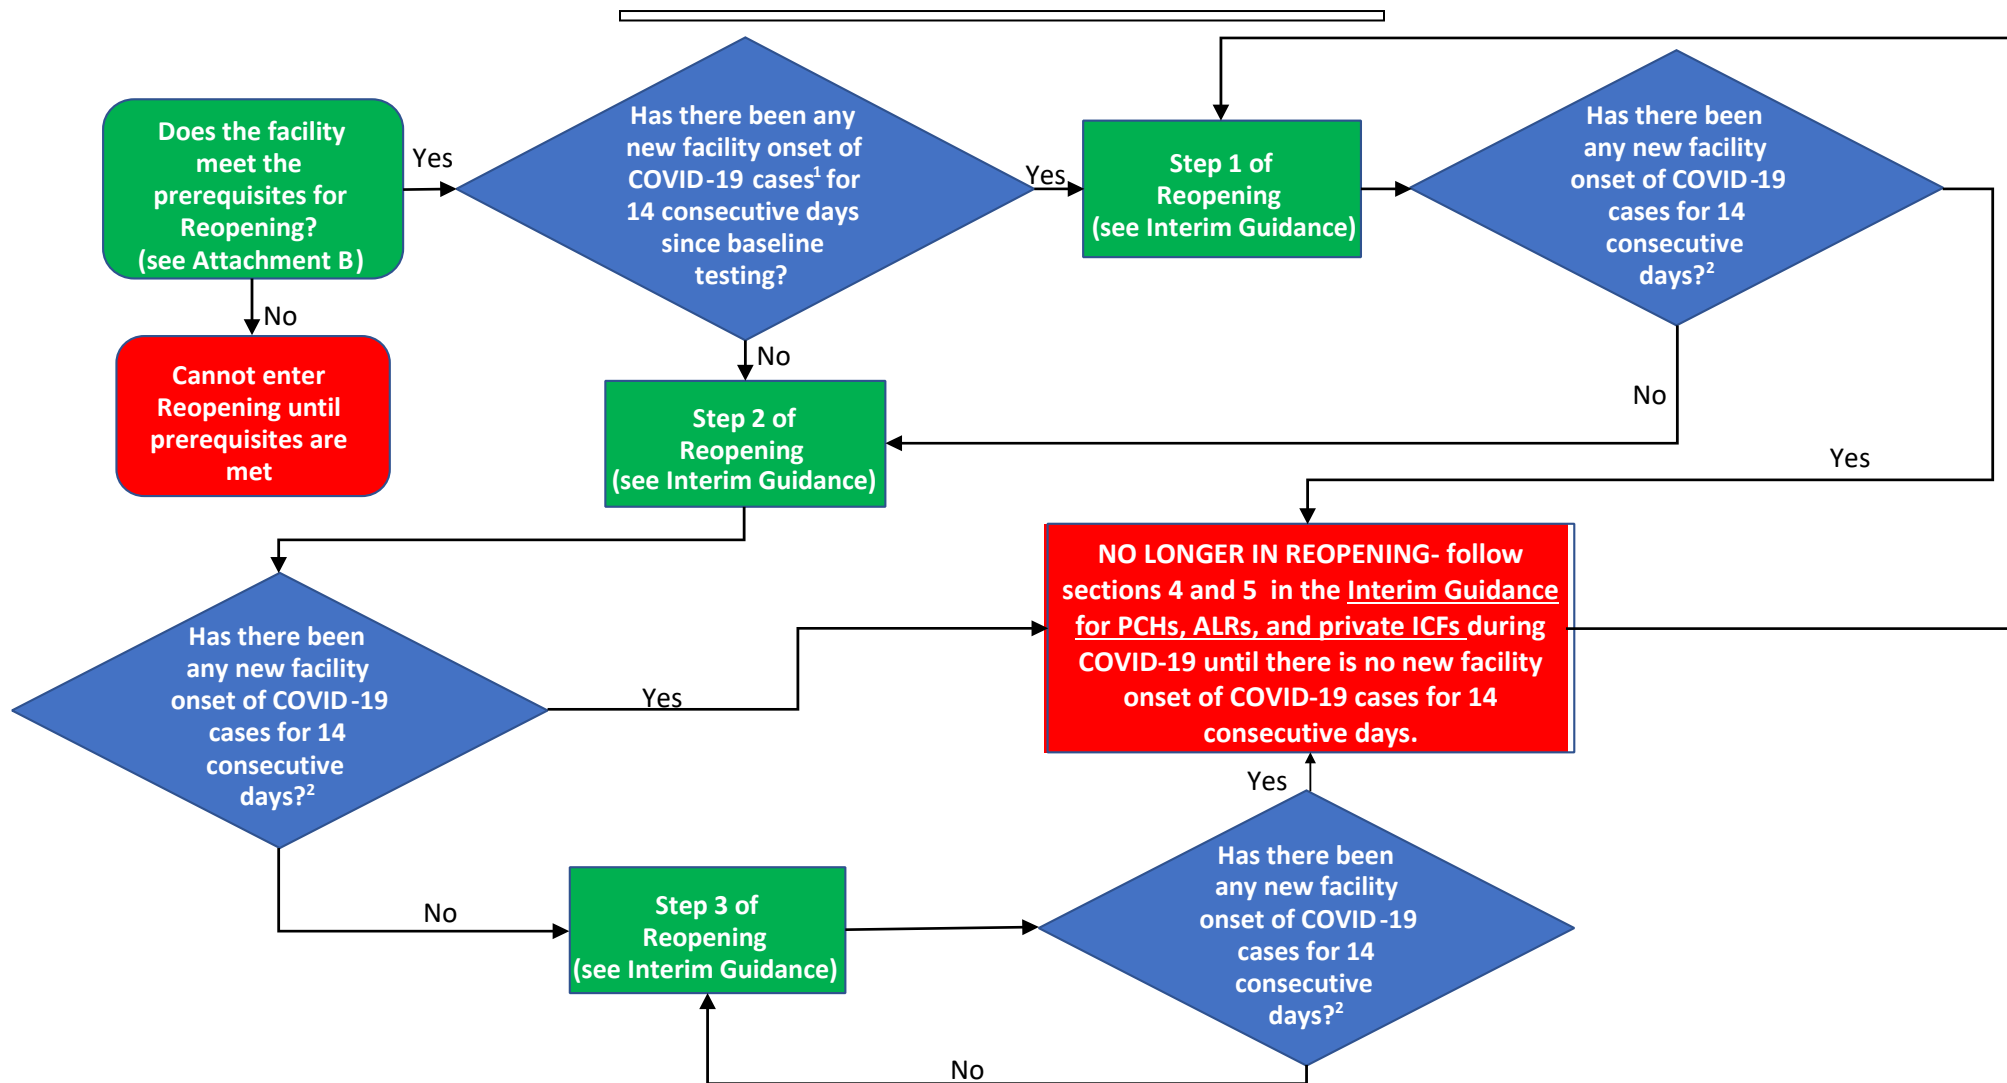 Does the facility
meet the
prerequisites for
Reopening?
(see Attachment B)
Yes
No
Cannot enter
Reopening until
prerequisites are
met
Has there been any
new facility onset of
COVID-19 cases¹ for
14 consecutive days
since baseline
testing?
Yes
No
Step 1 of
Reopening
(see Interim Guidance)
Has there been
any new facility
onset of COVID-19
cases for 14
consecutive
days?²
No
Yes
Step 2 of
Reopening
(see Interim Guidance)
NO LONGER IN REOPENING- follow
sections 4 and 5 in the Interim Guidance
for PCHs, ALRs, and private ICFs during
COVID-19 until there is no new facility
onset of COVID-19 cases for 14
consecutive days.
Has there been
any new facility
onset of COVID-19
cases for 14
consecutive
days?²
Yes
No
Step 3 of
Reopening
(see Interim Guidance)
Yes
Has there been
any new facility
onset of COVID-19
cases for 14
consecutive
days?²
No